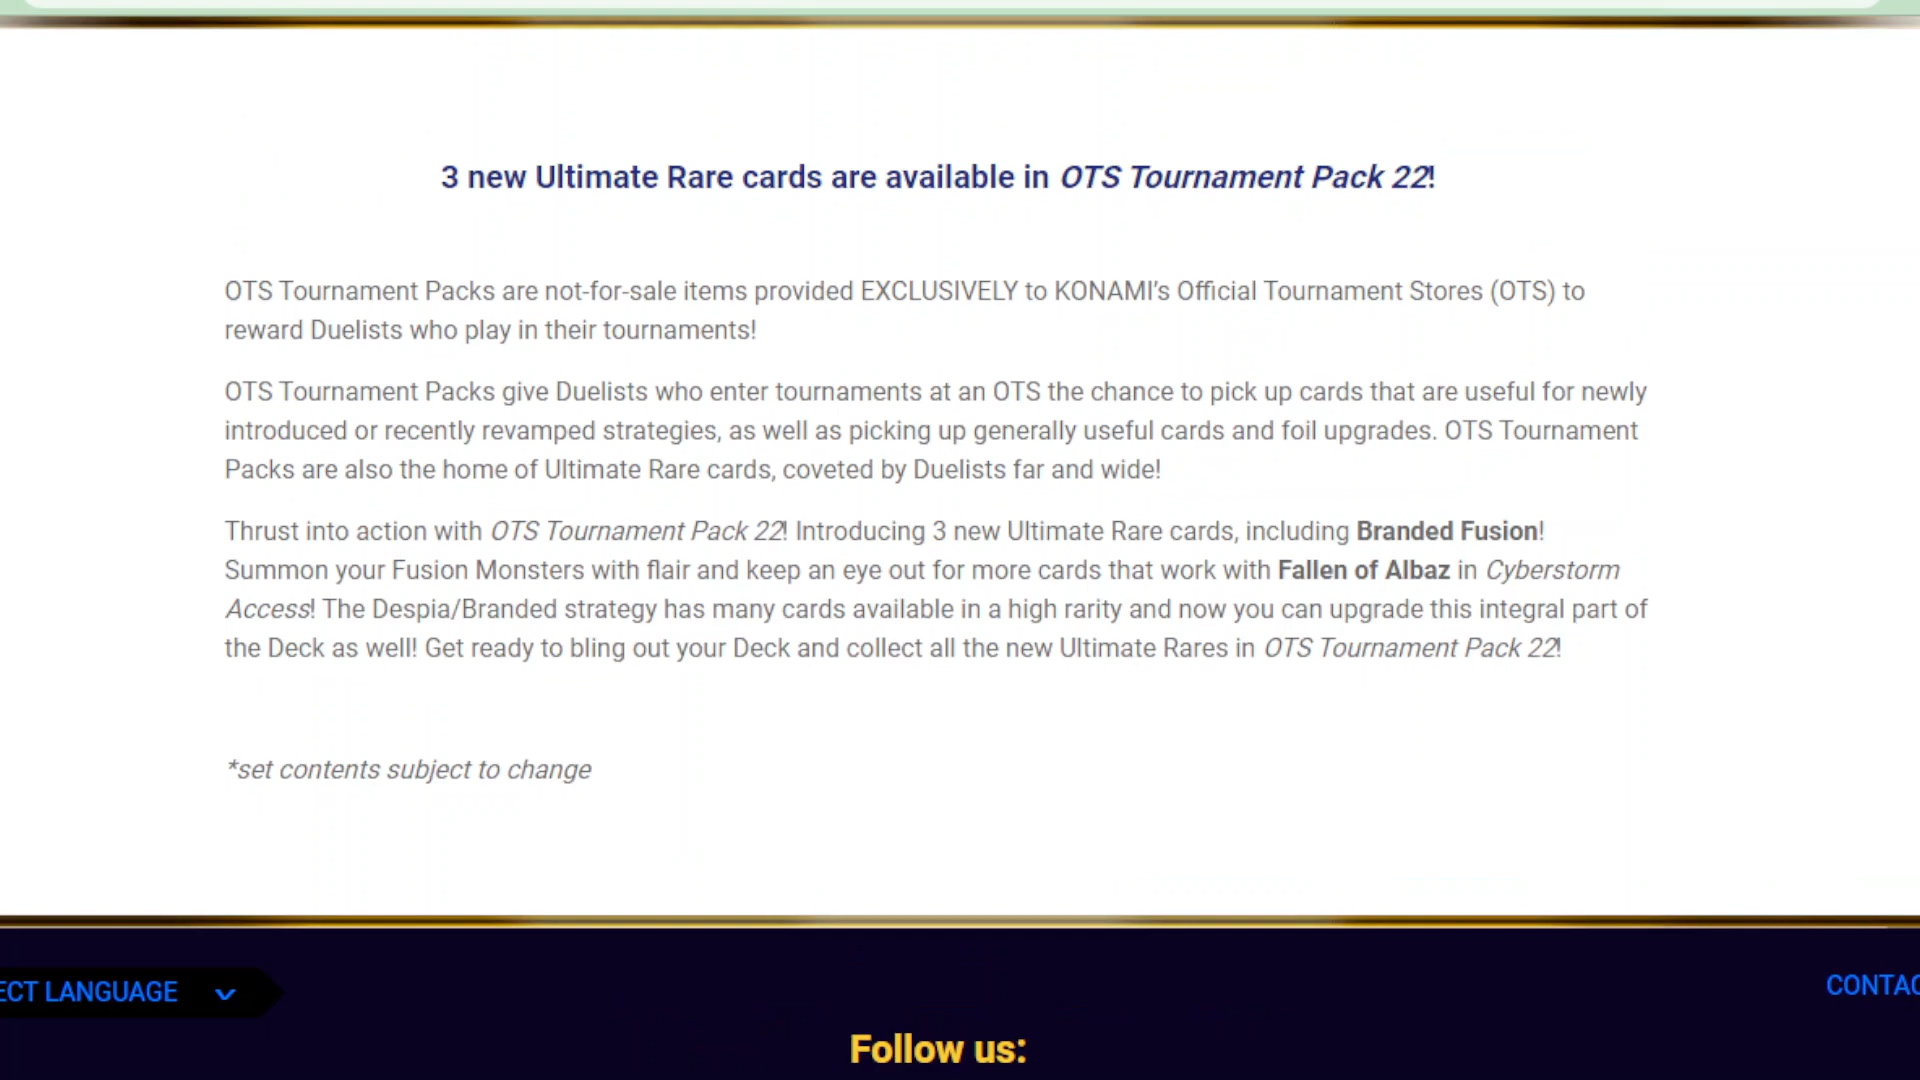 3 new Ultimate Rare cards are available in OTS Tournament Pack 22!
OTS Tournament Packs are not-for-sale items provided EXCLUSIVELY to KONAMI's Official Tournament Stores (OTS) to
reward Duelists who play in their tournaments!
OTS Tournament Packs give Duelists who enter tournaments at an OTS the chance to pick up cards that are useful for newly
introduced or recently revamped strategies, as well as picking up generally useful cards and foil upgrades. OTS Tournament
Packs are also the home of Ultimate Rare cards, coveted by Duelists far and wide!
Thrust into action with OTS Tournament Pack 22! Introducing 3 new Ultimate Rare cards, including Branded Fusion!
Summon your Fusion Monsters with flair and keep an eye out for more cards that work with Fallen of Albaz in Cyberstorm
Access! The Despia/Branded strategy has many cards available in a high rarity and now you can upgrade this integral part of
the Deck as well! Get ready to bling out your Deck and collect all the new Ultimate Rares in OTS Tournament Pack 22!
*set contents subject to change
ECT LANGUAGE
CONTAC
Follow us: